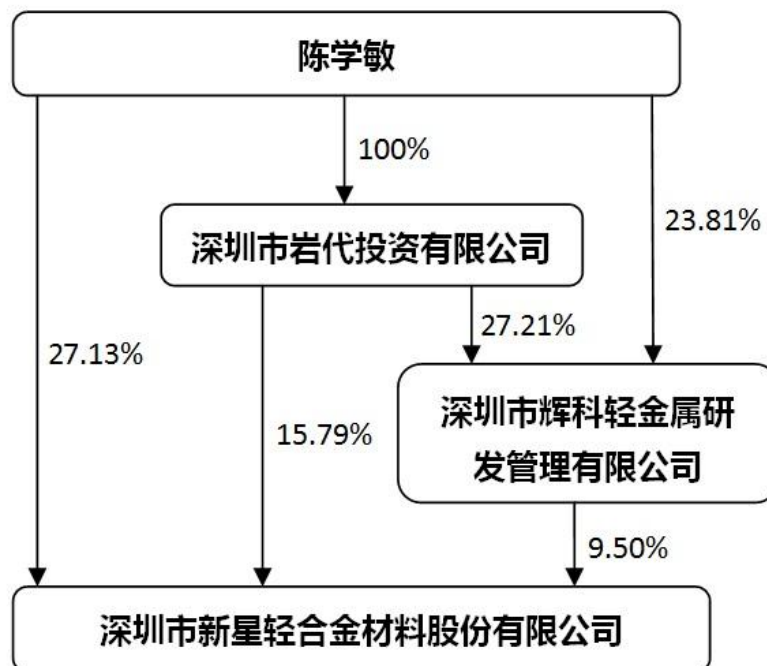 陈学敏
100%
深圳市岩代投资有限公司
23.81%
27.21%
27.13%
深圳市辉科轻金属研
发管理有限公司
15.79%
9.50%
深圳市新星轻合金材料股份有限公司